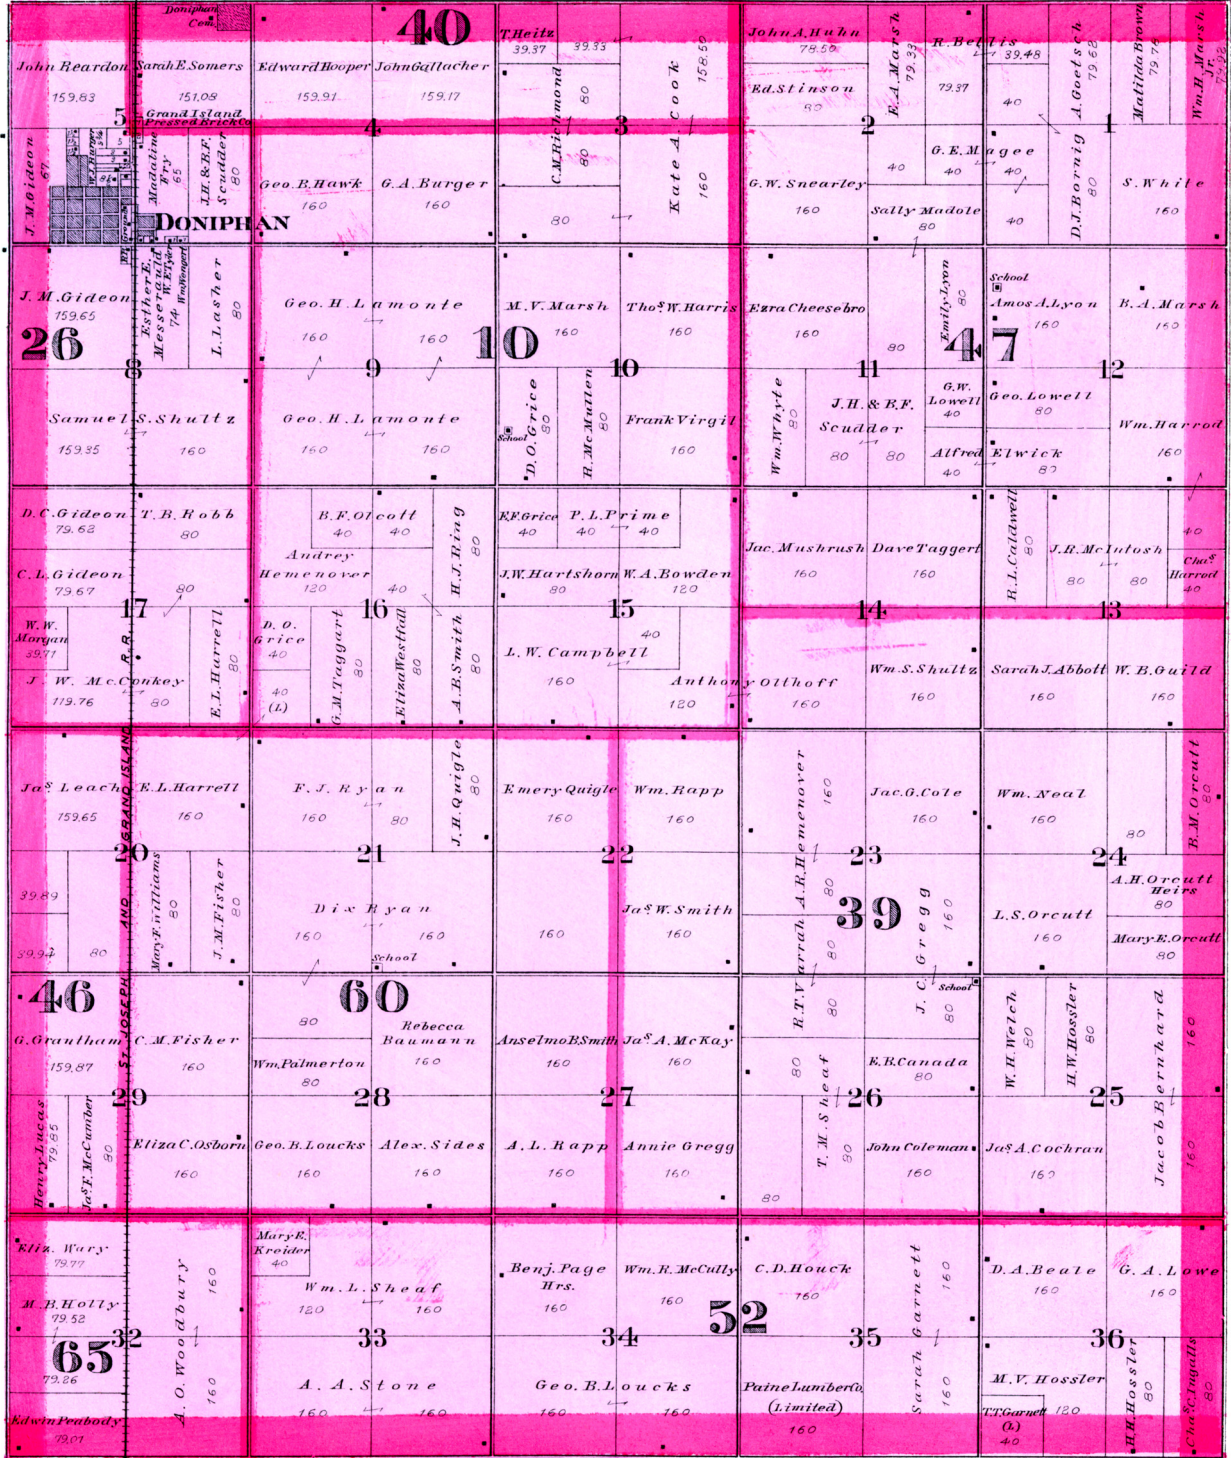 Doniphan
Cem.
40
John Reardon
159.83
Sarah E. Somers
151.08
Grand Island
Pressed Brick Co.
5
Edward Hooper
159.91
John Gallacher
159.17
4
T. Heitz
39.37
39.33
C.M. Richmond
80
80
80
Kate A. Cook
158.50
160
3
John A. Huhn
78.50
Ed. Stinson
80
E.A. Marsh
79.33
R. Bellis
39.48
79.37
40
2
A. Goetsch
79.68
Matilda Brown
79.78
Wm. H. Marsh
Jr.
1
J.M. Gideon
67
W.J. Burger
Madaline
Fry
65
J.H. & B.F.
Scudder
80
DONIPHAN
Geo. B. Hawk
160
G.A. Burger
160
G.W. Snearley
160
G.E. Magee
40
40
40
Sally Madole
80
40
D.J. Bornig
80
S. White
160
J.M. Gideon
159.65
26
Esther E.
Messerauld
74
W.E. Tyler
Wm. Wengert
L. Lasher
80
8
Geo. H. Lamonte
160
160
9
M.V. Marsh
160
10
Thos. W. Harris
160
10
Ezra Cheesebro
160
80
Emily Lyon
80
11
47
School
Amos A. Lyon
160
B.A. Marsh
160
12
Samuel S. Shultz
159.35
160
Geo. H. Lamonte
160
160
School
D.O. Grice
80
R. McMullen
80
Frank Virgil
160
Wm. Whyte
80
J.H. & B.F.
Scudder
80
80
G.W.
Lowell
40
Geo. Lowell
80
Alfred Elwick
40
80
Wm. Harrod
160
D.C. Gideon
79.62
T.B. Robb
80
C.L. Gideon
79.67
80
17
B.F. Olcott
40
40
Andrey
Hemenover
120
40
H.J. Ring
80
16
E.F. Grice
40
P.L. Prime
40
40
J.W. Hartshorn
80
W.A. Bowden
120
15
Jac. Mushrush
160
Dave Taggert
160
14
R.L. Caldwell
80
J.R. McIntosh
80
80
40
Chas.
Harrod
40
13
W.W.
Morgan
39.71
J.W. Mc.Conkey
119.76
80
E.L. Harrell
80
R.R.
D.O.
Grice
40
40
(1.)
G.M. Taggart
80
Eliza Westfall
80
A.B. Smith
80
L.W. Campbell
160
40
Anthony Olthoff
120
160
Wm. S. Shultz
160
Sarah J. Abbott
160
W.B. Guild
160
Jas. Leach
159.65
E.L. Harrell
160
20
F.J. Ryan
160
80
J.H. Quigle
80
21
Emery Quigle
160
Wm. Rapp
160
22
A.R. Hemenover
160
80
Jac. G. Cole
160
23
Wm. Neal
160
80
B.M. Orcutt
80
24
39.89
39.94
80
Mary F. Williams
80
J.M. Fisher
80
ST. JOSEPH AND GRAND ISLAND
Dix Ryan
160
160
School
160
Jas. W. Smith
160
39
R.T. Varrah
80
80
J.C. Gregg
160
80
L.S. Orcutt
160
A.H. Orcutt
Heirs
80
Mary E. Orcutt
80
46
G. Grantham
159.87
C.M. Fisher
160
29
60
80
Wm. Palmerton
80
Rebecca
Baumann
160
28
Anselmo B. Smith
160
Jas. A. McKay
160
27
80
School
E.B. Canada
80
26
W.H. Welch
80
H.W. Hossler
80
Jacob Bernhard
160
160
25
Henry Lucas
79.85
Jas. F. McCumber
80
Eliza C. Osborn
160
Geo. B. Loucks
160
Alex. Sides
160
A.L. Rapp
160
Annie Gregg
160
T.M. Sheaf
80
80
John Coleman
160
Jas. A. Cochran
160
Eliz. Wary
79.77
M.B. Holly
79.52
A.O. Woodbury
160
160
32
Mary E.
Kreider
40
Wm. L. Sheaf
120
160
33
Benj. Page
Hrs.
160
Wm. R. McCully
160
34
52
C.D. Houck
160
Sarah Garnett
160
160
35
D.A. Beale
160
G.A. Lowe
160
36
65
79.26
Edwin Peabody
79.01
A.A. Stone
160
160
Geo. B. Loucks
160
160
Paine Lumber Co.
(Limited)
160
M.V. Hossler
120
T.T. Garnett
(1.)
40
H.H. Hossler
80
Chas. C. Ingalls
80